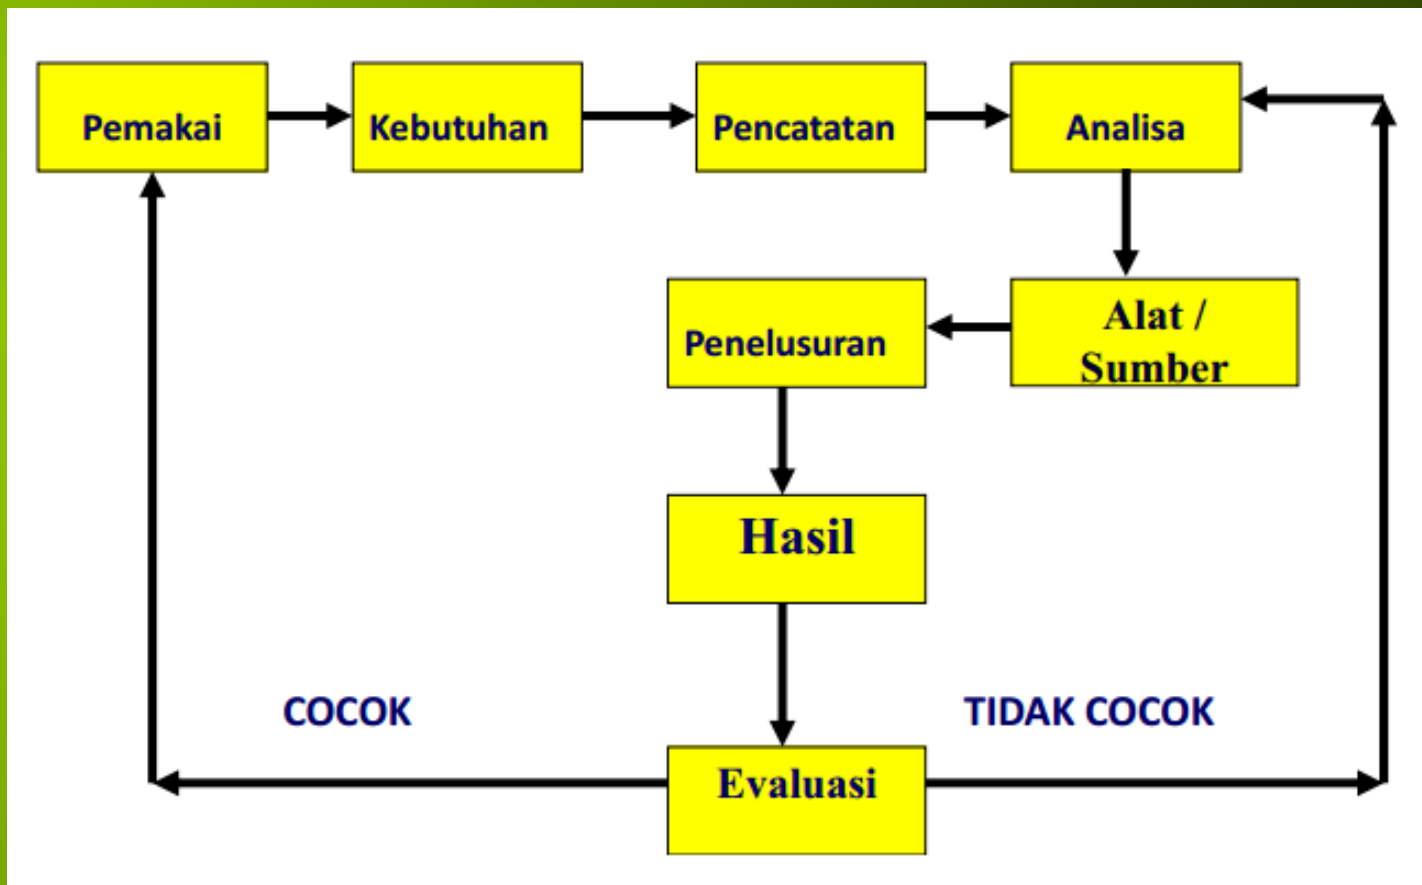 Pemakai
Kebutuhan
Pencatatan
Analisa
Penelusuran
Alat /
Sumber
Hasil
COCOK
TIDAK COCOK
Evaluasi